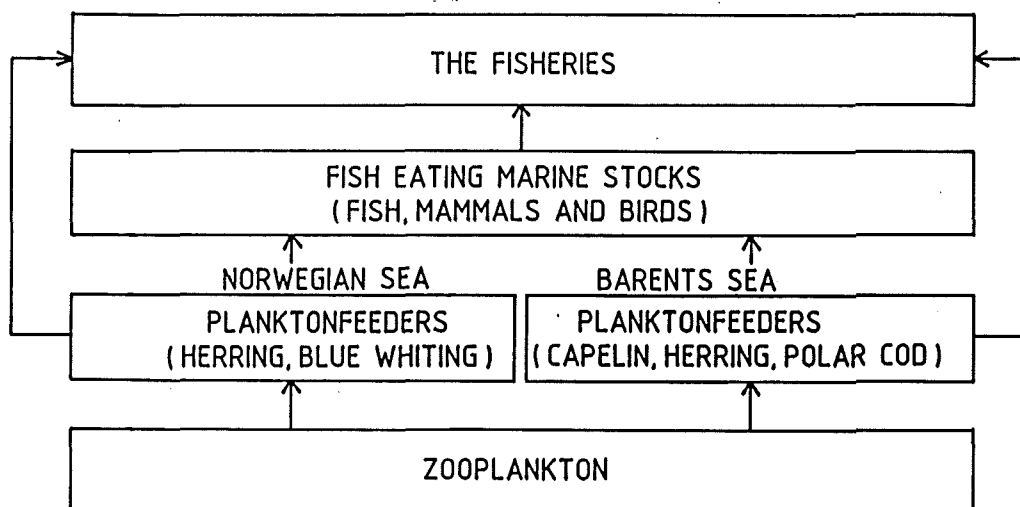 THE FISHERIES
FISH EATING MARINE STOCKS
(FISH, MAMMALS AND BIRDS)
NORWEGIAN SEA
PLANKTONFEEDERS
(HERRING, BLUE WHITING)
BARENTS SEA
PLANKTONFEEDERS
(CAPELIN, HERRING, POLAR COD)
ZOOPLANKTON